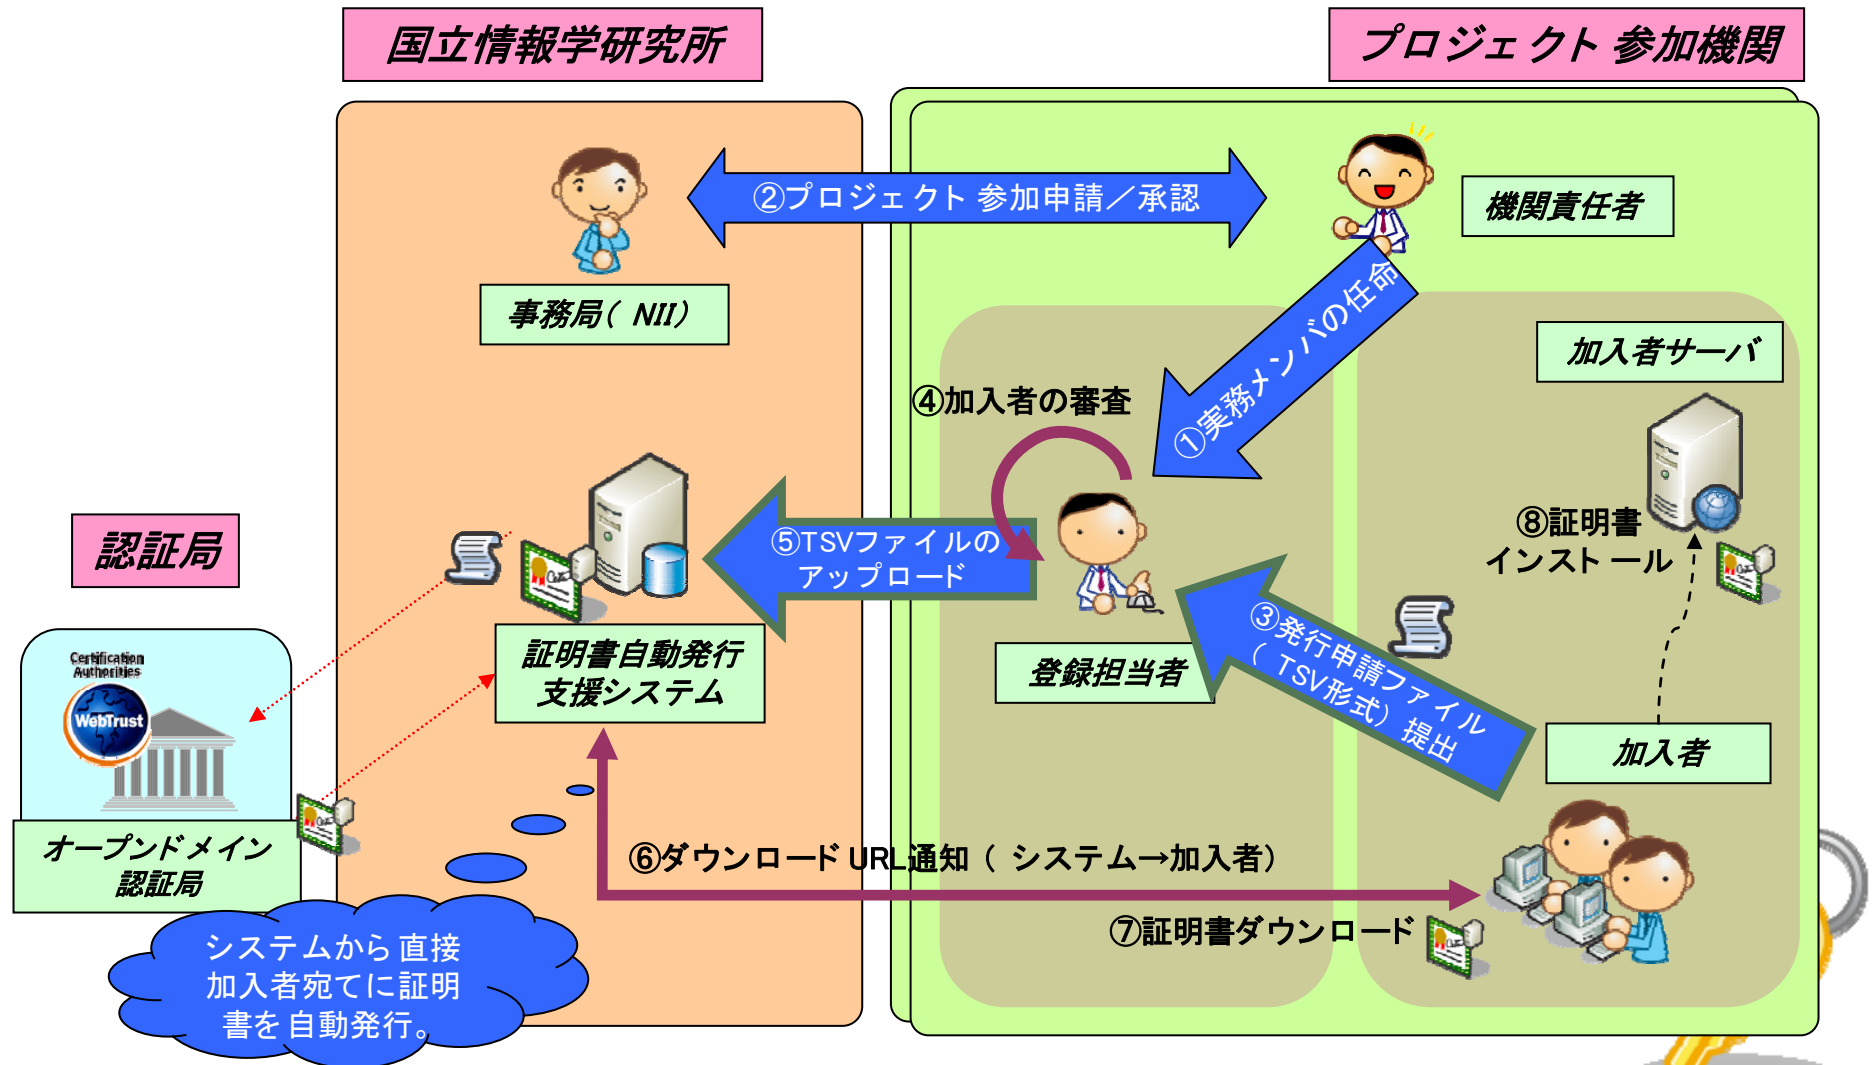 国立情報学研究所
プロジェクト 参加機関
②プロジェクト 参加申請／承認
機関責任者
事務局( NII)
①実務メンバの任命
加入者サーバ
④加入者の審査
⑧証明書
インストール
⑤TSVファイルの
アップロード
認証局
③発行申請ファイル
( TSV形式) 提出
証明書自動発行
支援システム
登録担当者
Certification
Authorities
WebTrust
加入者
オープンドメイン
認証局
⑥ダウンロードURL通知( システム→加入者)
⑦証明書ダウンロード
システムから直接
加入者宛てに証明
書を自動発行。